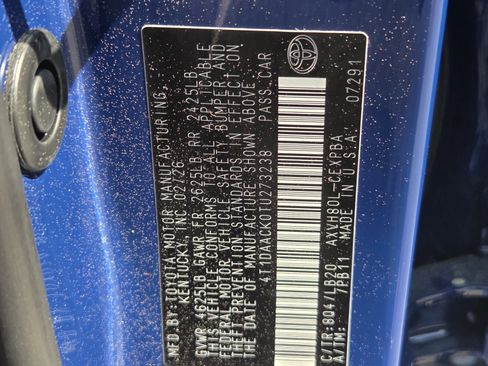 MFD. BY: TOYOTA MOTOR MANUFACTURING,
KENTUCKY, INC. 02/26
GVWR 4625LB GAWR FR 2625LB RR 2425LB
THIS VEHICLE CONFORMS TO ALL APPLICABLE
FEDERAL MOTOR VEHICLE SAFETY, BUMPER AND
THEFT PREVENTION STANDARDS IN EFFECT ON
THE DATE OF MANUFACTURE SHOWN ABOVE.
4T1DAACK0TU273238 PASS.CAR
07291
C/TR:8Q4/LB20 AXVH80L-CEXPBA
A/TM: 7PB11 MADE IN U.S.A.